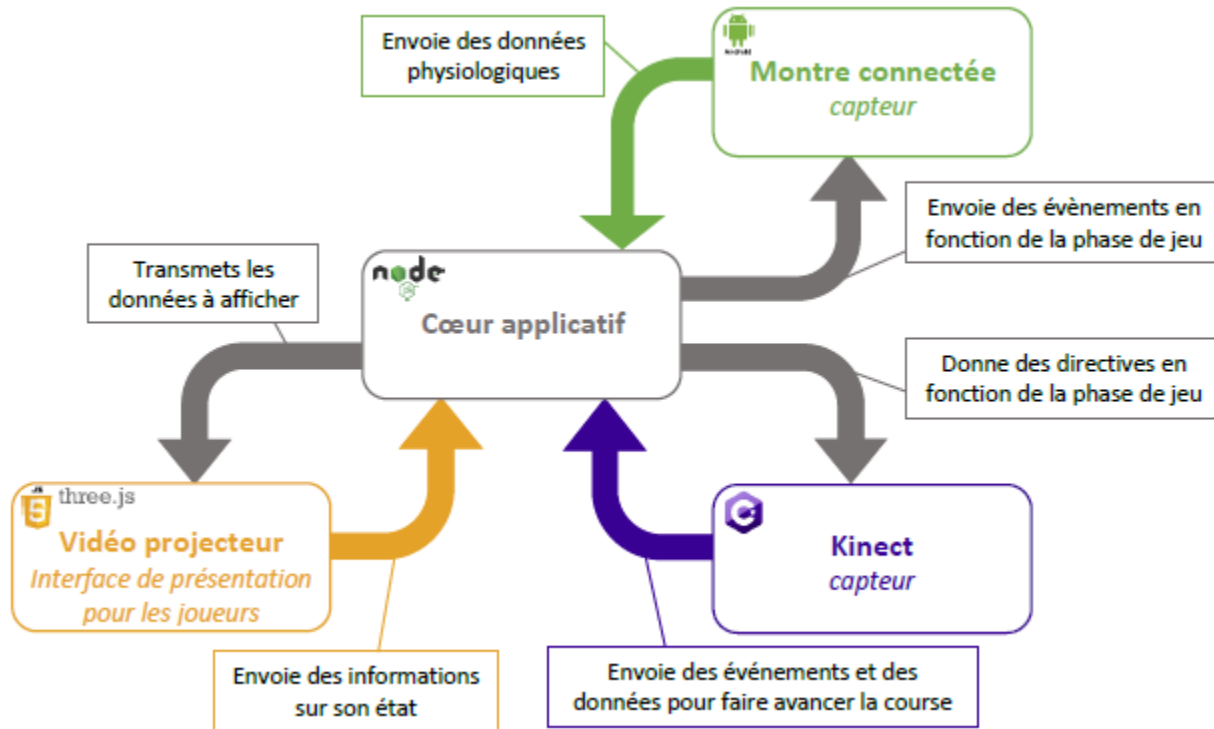 Envoie des données
physiologiques
Montre connectée
capteur
Envoie des évènements en
fonction de la phase de jeu
Transmets les
données à afficher
node
JS
Cœur applicatif
Donne des directives en
fonction de la phase de jeu
JS
5
three.js
Vidéo projecteur
Interface de présentation
pour les joueurs
C#
Kinect
capteur
Envoie des informations
sur son état
Envoie des événements et des
données pour faire avancer la course